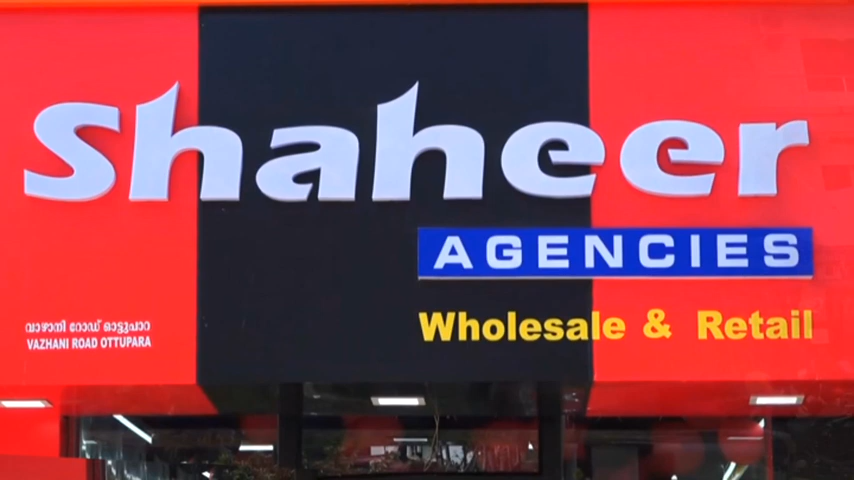 Shaheer
AGENCIES
Wholesale & Retail
വാഴാനി റോഡ് ഓട്ടുപാറ
VAZHANI ROAD OTTUPARA